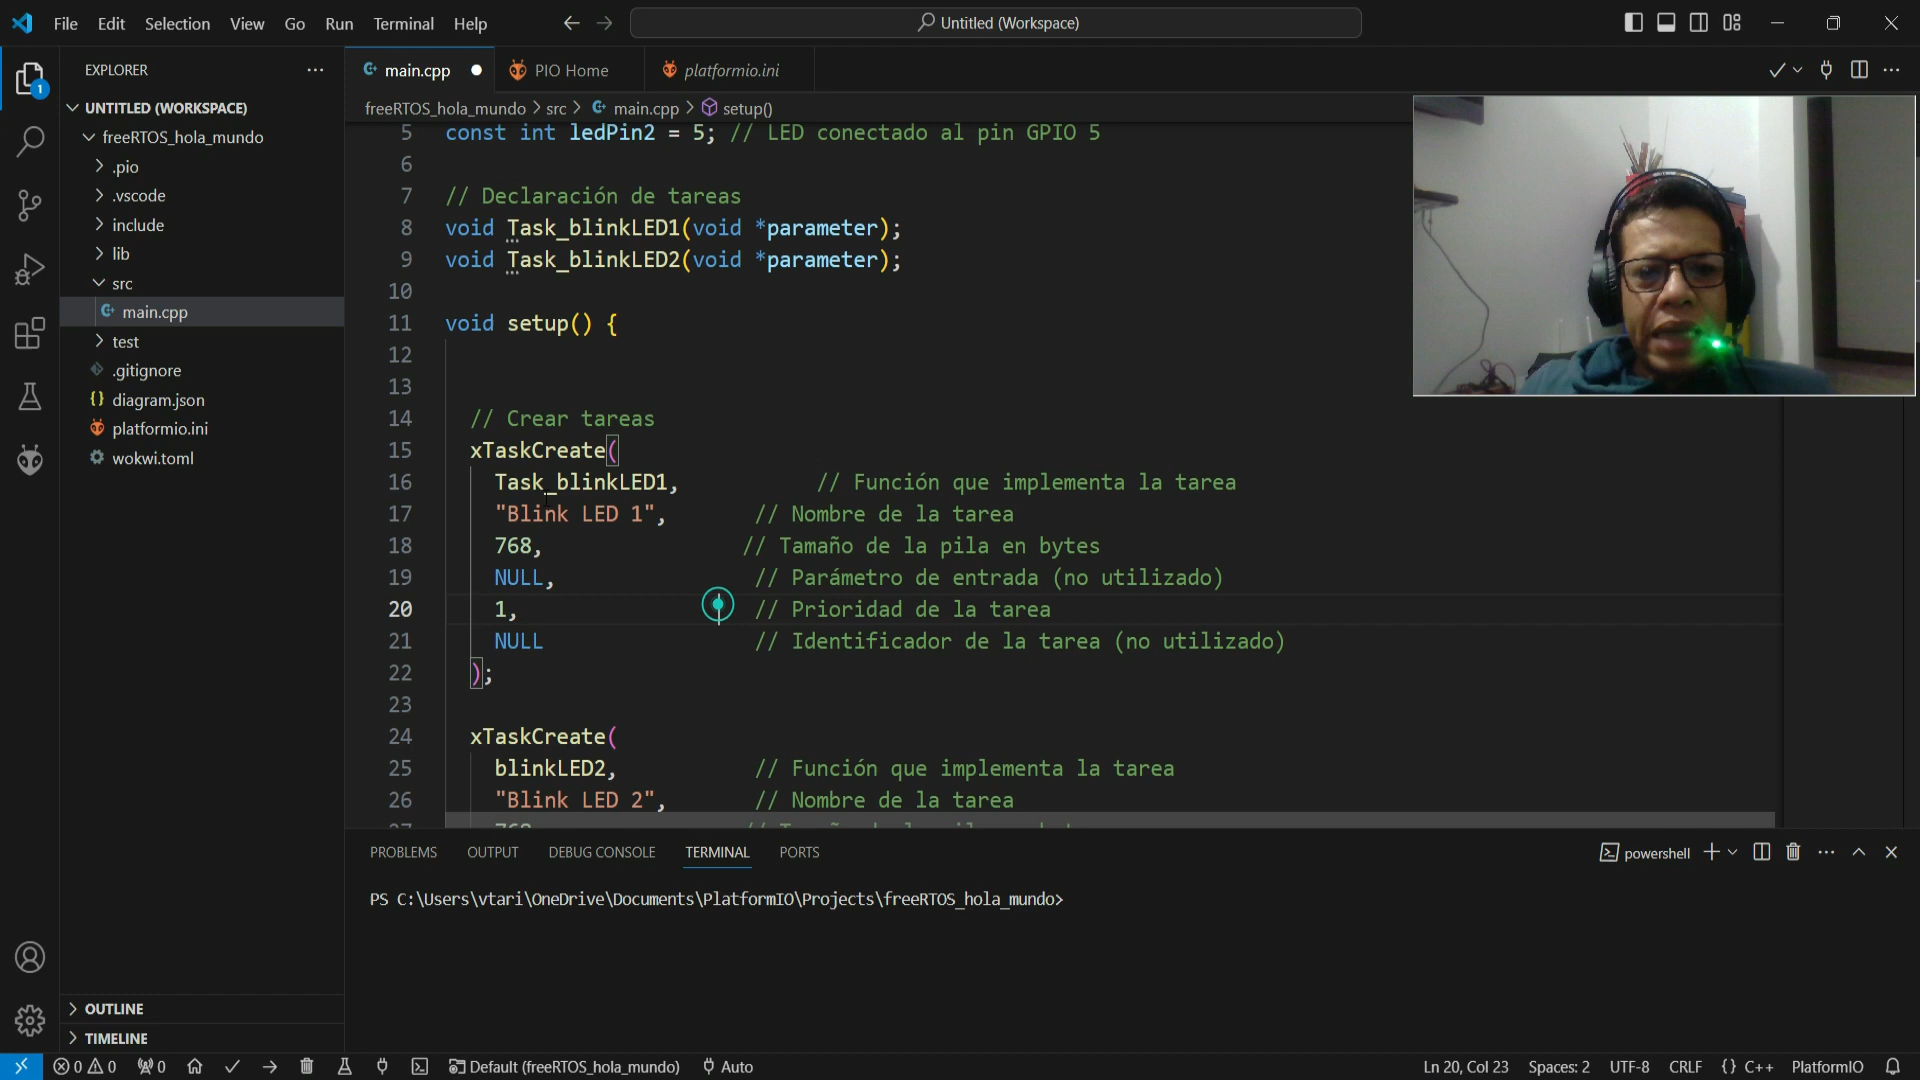 File Edit Selection View Go Run Terminal Help
Untitled (Workspace)
EXPLORER
main.cpp
PIO Home
platformio.ini
UNTITLED (WORKSPACE)
freeRTOS_hola_mundo
.pio
.vscode
include
lib
src
main.cpp
test
.gitignore
diagram.json
platformio.ini
wokwi.toml
OUTLINE
TIMELINE
freeRTOS_hola_mundo > src > main.cpp > setup()
5 const int ledPin2 = 5; // LED conectado al pin GPIO 5
6
7 // Declaración de tareas
8 void Task_blinkLED1(void *parameter);
9 void Task_blinkLED2(void *parameter);
10
11 void setup() {
12
13
14 // Crear tareas
15 xTaskCreate(
16 Task_blinkLED1, // Función que implementa la tarea
17 "Blink LED 1", // Nombre de la tarea
18 768, // Tamaño de la pila en bytes
19 NULL, // Parámetro de entrada (no utilizado)
20 1, // Prioridad de la tarea
21 NULL // Identificador de la tarea (no utilizado)
22 );
23
24 xTaskCreate(
25 blinkLED2, // Función que implementa la tarea
26 "Blink LED 2", // Nombre de la tarea
PROBLEMS OUTPUT DEBUG CONSOLE TERMINAL PORTS
powershell
PS C:\Users\vtari\OneDrive\Documents\PlatformIO\Projects\freeRTOS_hola_mundo>
1
0 0 0 Default (freeRTOS_hola_mundo) Auto
Ln 20, Col 23 Spaces: 2 UTF-8 CRLF {} C++ PlatformIO